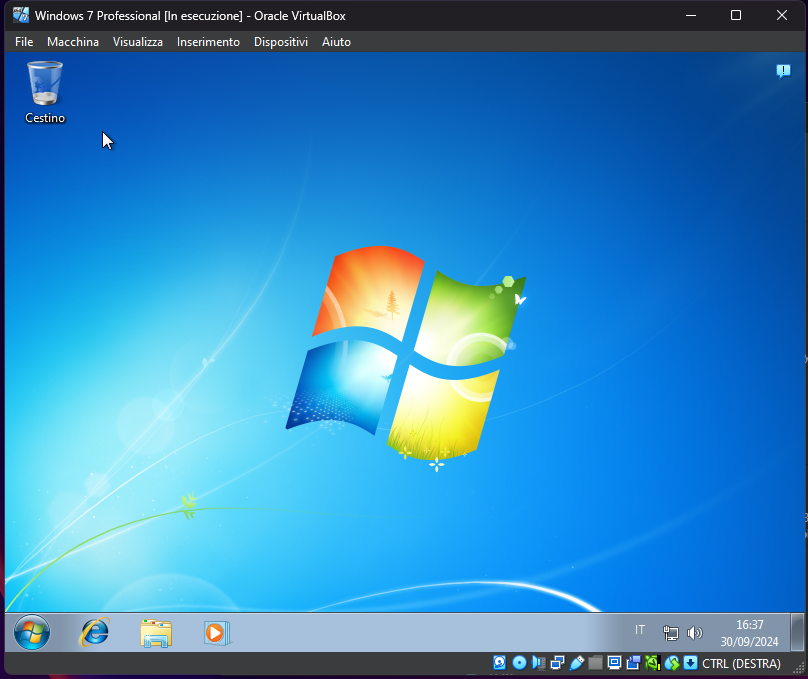 Windows 7 Professional [In esecuzione] - Oracle VirtualBox
File Macchina Visualizza Inserimento Dispositivi Aiuto
Cestino
IT
16:37
30/09/2024
CTRL (DESTRA)